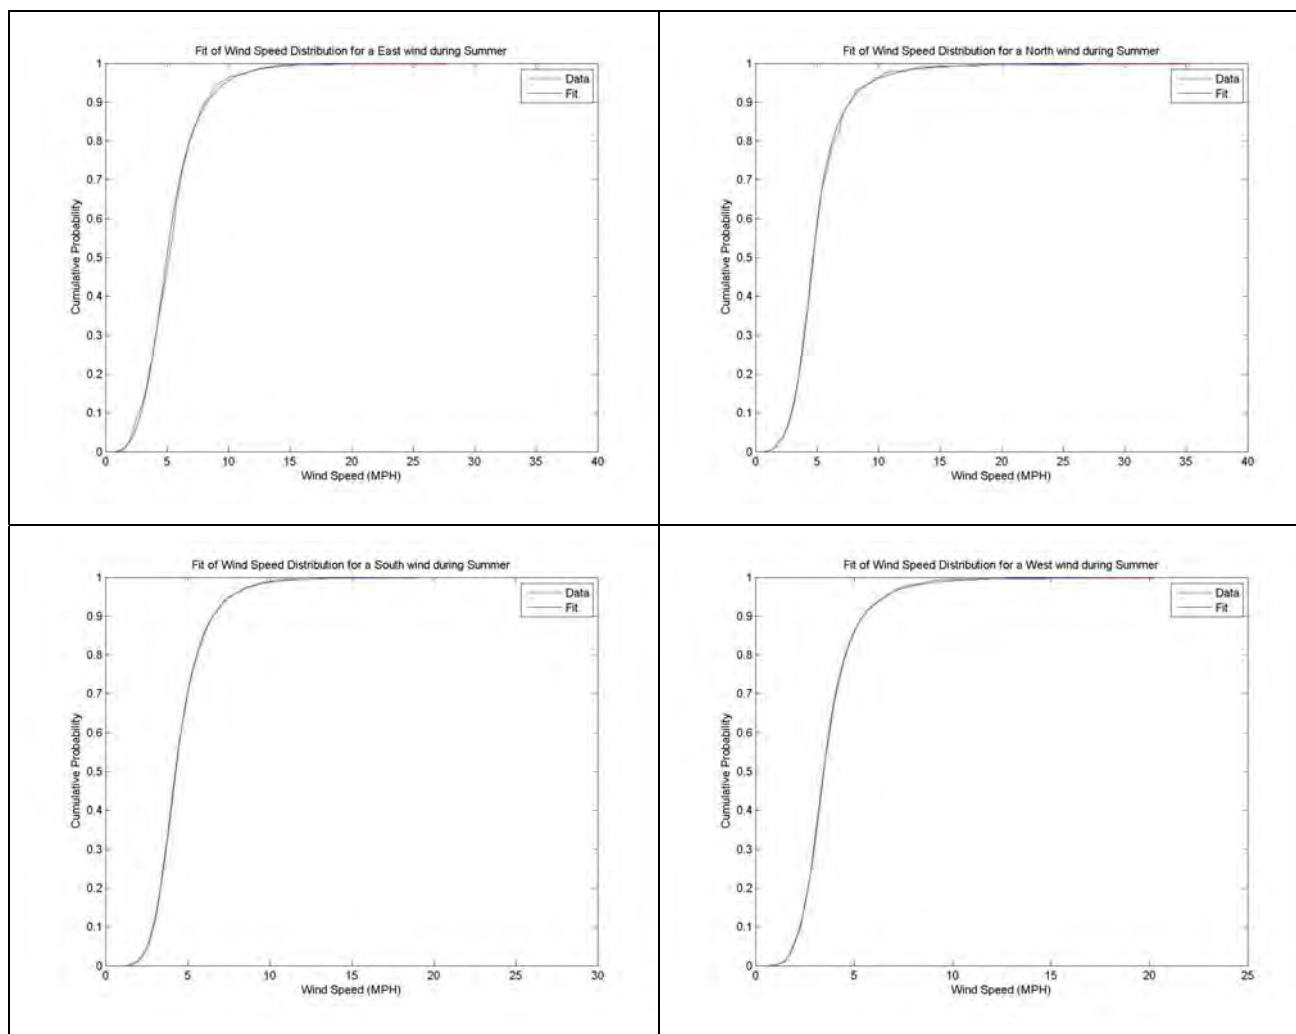 Fit of Wind Speed Distribution for a East wind during Summer
1
0.9
0.8
0.7
0.6
0.5
0.4
0.3
0.2
0.1
0
Cumulative Probability
Data
Fit
0 5 10 15 20 25 30 35 40
Wind Speed (MPH)
Fit of Wind Speed Distribution for a North wind during Summer
1
0.9
0.8
0.7
0.6
0.5
0.4
0.3
0.2
0.1
0
Cumulative Probability
Data
Fit
0 5 10 15 20 25 30 35 40
Wind Speed (MPH)
Fit of Wind Speed Distribution for a South wind during Summer
1
0.9
0.8
0.7
0.6
0.5
0.4
0.3
0.2
0.1
0
Cumulative Probability
Data
Fit
0 5 10 15 20 25 30
Wind Speed (MPH)
Fit of Wind Speed Distribution for a West wind during Summer
1
0.9
0.8
0.7
0.6
0.5
0.4
0.3
0.2
0.1
0
Cumulative Probability
Data
Fit
0 5 10 15 20 25
Wind Speed (MPH)